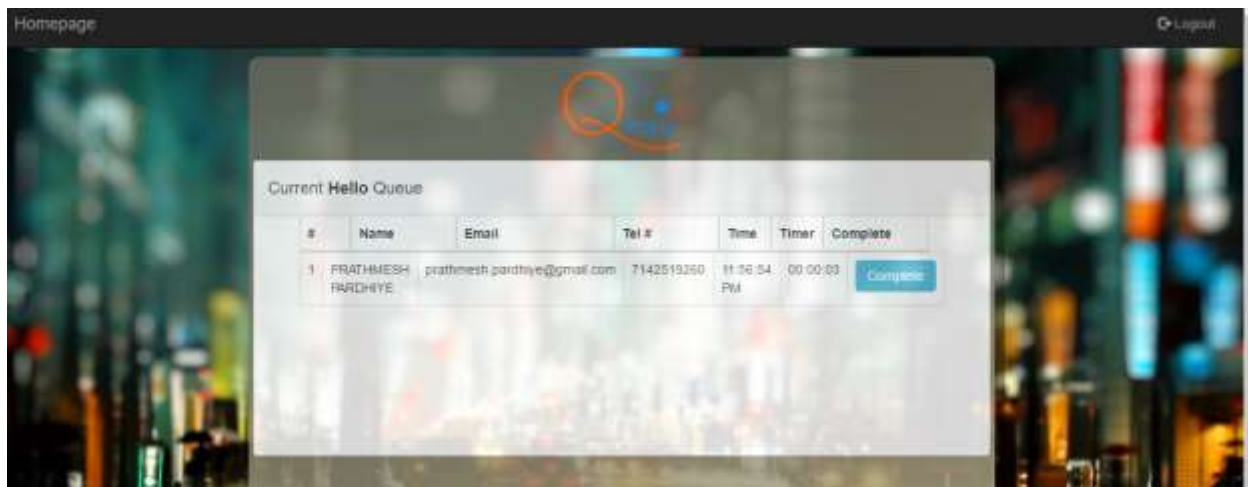 Homepage
Logout
Current Hello Queue
# Name Email Tel # Time Timer Complete
1 PRATHMESH prathmesh.pardhiye@gmail.com 7142519260 11:56:54 00:00:03 Complete
PARDHIYE PM